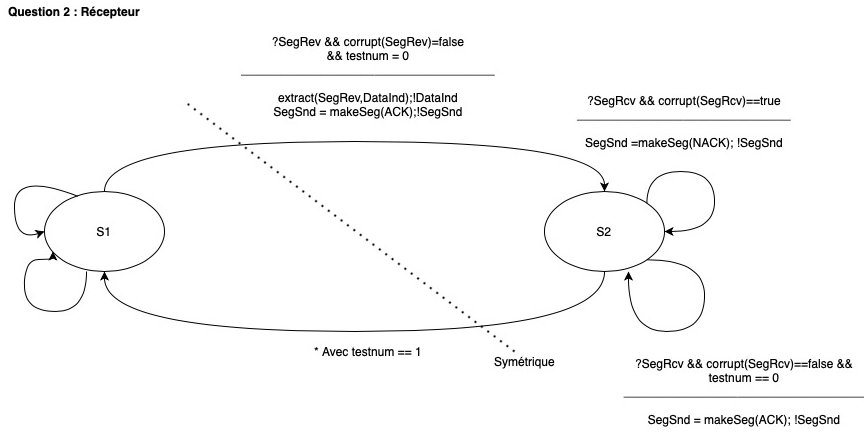 Question 2 : Récepteur
?SegRev && corrupt(SegRev)=false
&& testnum = 0
extract(SegRev,DataInd);!DataInd
SegSnd = makeSeg(ACK);!SegSnd
?SegRcv && corrupt(SegRcv)==true
SegSnd =makeSeg(NACK); !SegSnd
S1
S2
* Avec testnum == 1
Symétrique
?SegRcv && corrupt(SegRcv)==false &&
testnum == 0
SegSnd = makeSeg(ACK); !SegSnd